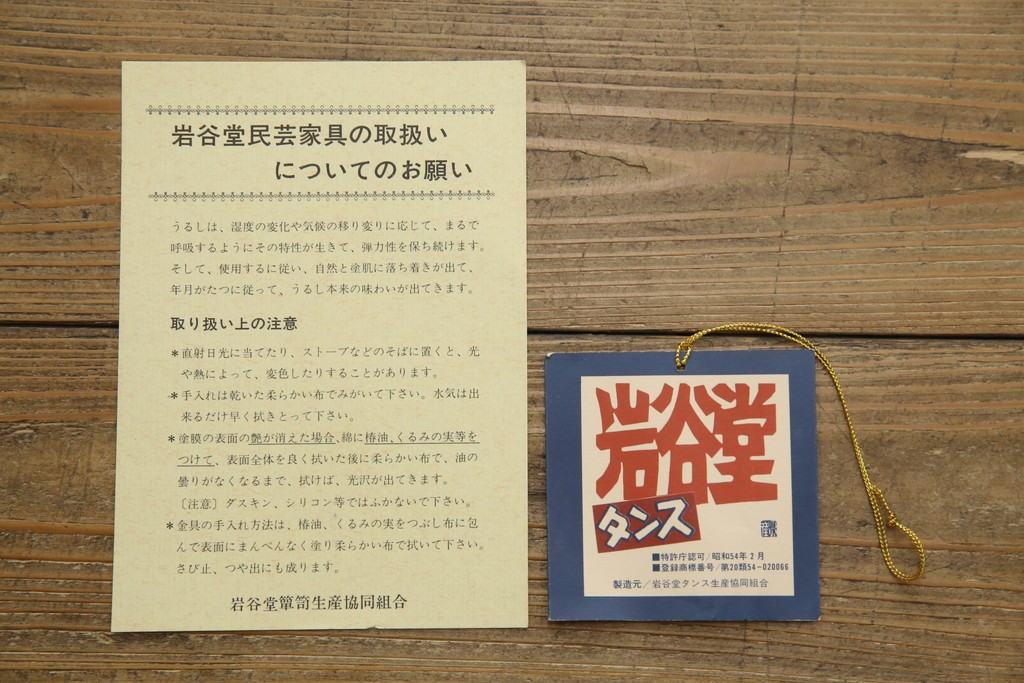 岩谷堂民芸家具の取扱い
についてのお願い
うるしは、湿度の変化や気候の移り変りに応じて、まるで
呼吸するようにその特性が生きて、弾力性を保ち続けます。
そして、使用するに従い、自然と塗肌に落ち着きが出て、
年月がたつに従って、うるし本来の味わいが出てきます。
取り扱い上の注意
＊直射日光に当てたり、ストーブなどのそばに置くと、光
や熱によって、変色したりすることがあります。
＊手入れは乾いた柔らかい布でみがいて下さい。水気は出
来るだけ早く拭きとって下さい。
＊塗膜の表面の艶が消えた場合、綿に椿油、くるみの実等を
つけて、表面全体を良く拭いた後に柔らかい布で、油の
曇りがなくなるまで、拭けば、光沢が出てきます。
〔注意〕ダスキン、シリコン等ではふかないで下さい。
＊金具の手入れ方法は、椿油、くるみの実をつぶし布に包
んで表面にまんべんなく塗り柔らかい布で拭いて下さい。
さび止、つや出にも成ります。
岩谷堂簞笥生産協同組合
岩谷堂
タンス
■特許庁認可/昭和54年2月
■登録商標番号/第20類54-020066
製造元／岩谷堂タンス生産協同組合